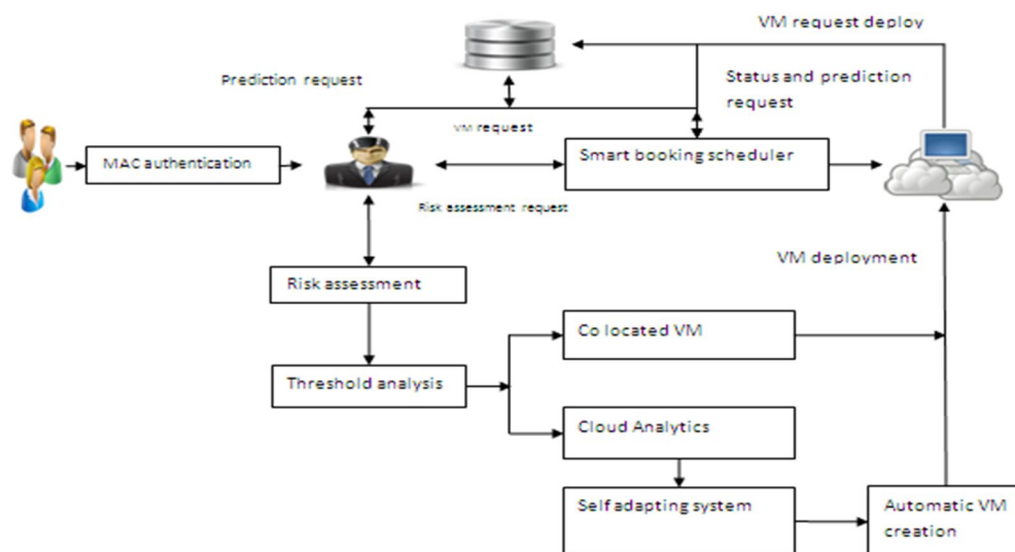 VM request deploy
Prediction request
Status and prediction
request
VM request
MAC authentication
Smart booking scheduler
Risk assessment request
VM deployment
Risk assessment
Co located VM
Threshold analysis
Cloud Analytics
Self adapting system
Automatic VM
creation